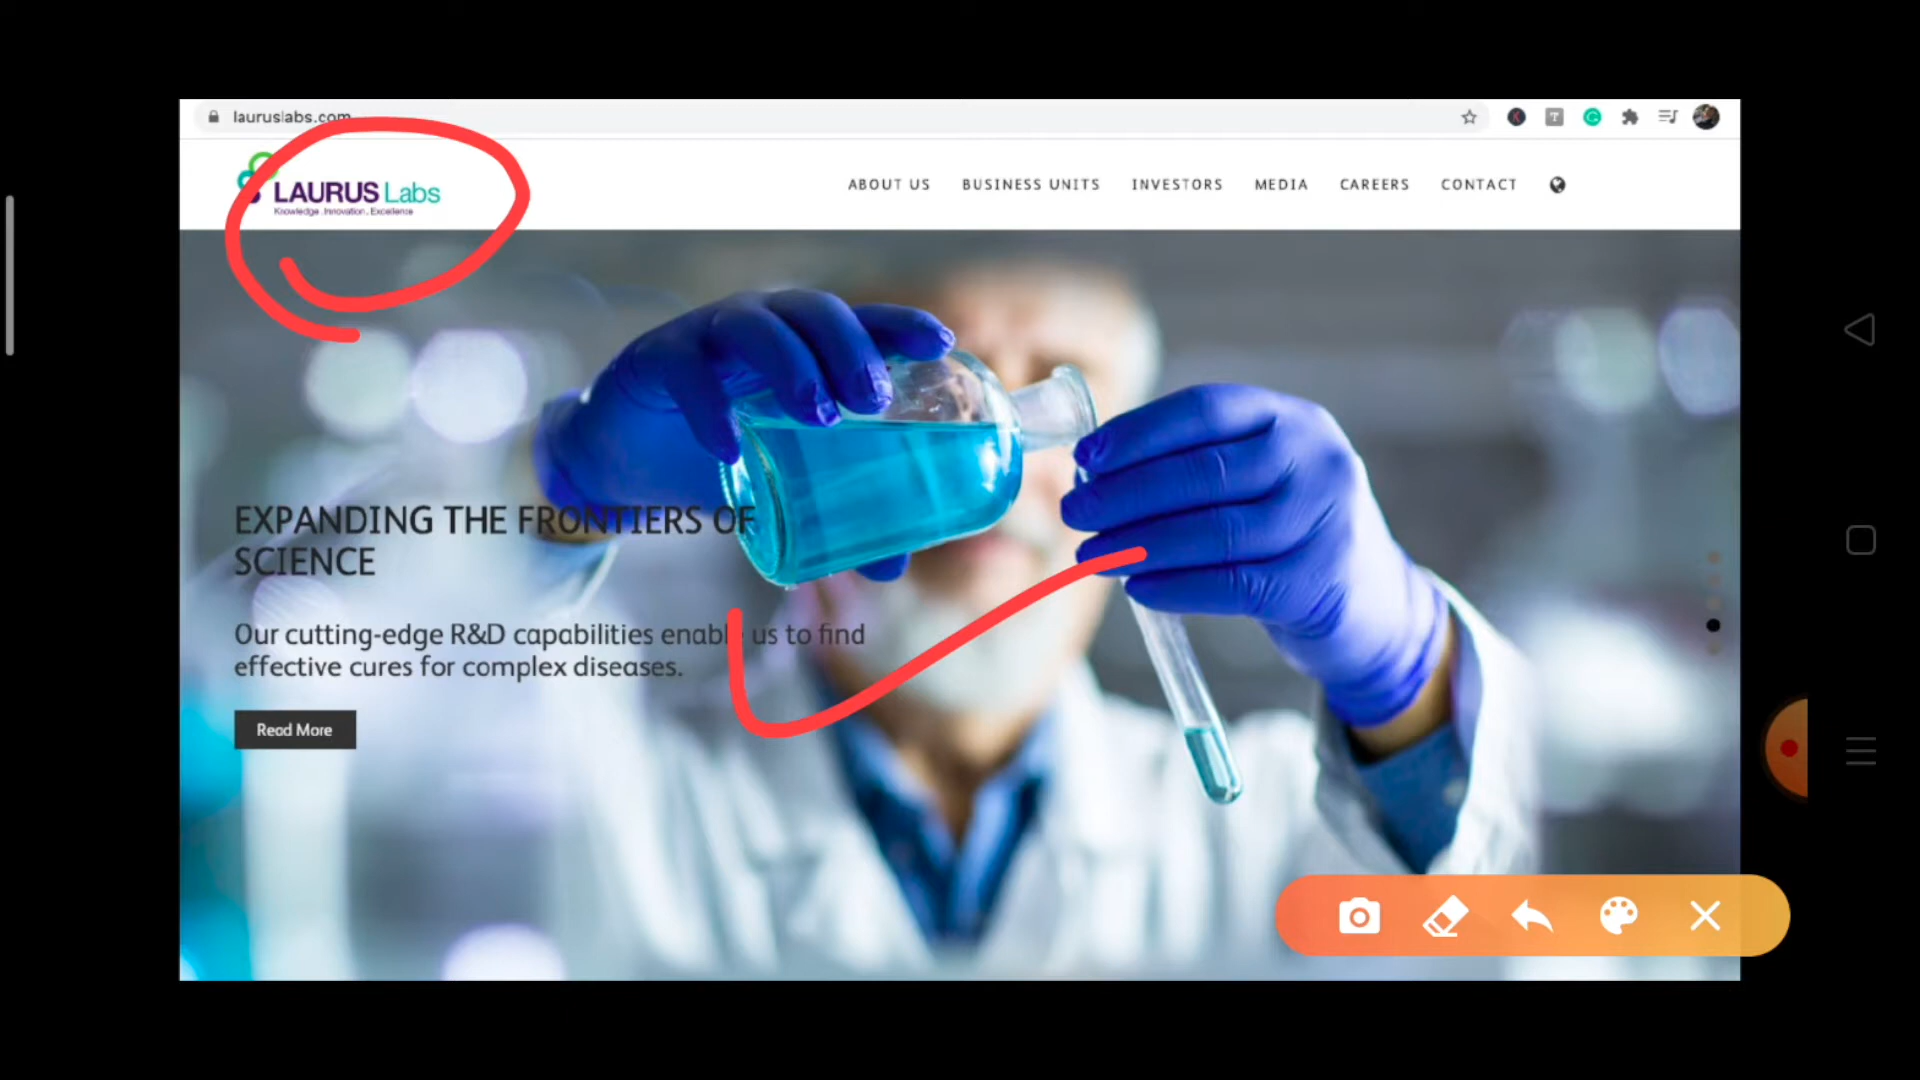 lauruslabs.com
LAURUS Labs
Knowledge . Innovation . Excellence
ABOUT US BUSINESS UNITS INVESTORS MEDIA CAREERS CONTACT
EXPANDING THE FRONTIERS OF
SCIENCE
Our cutting-edge R&D capabilities enable us to find
effective cures for complex diseases.
Read More